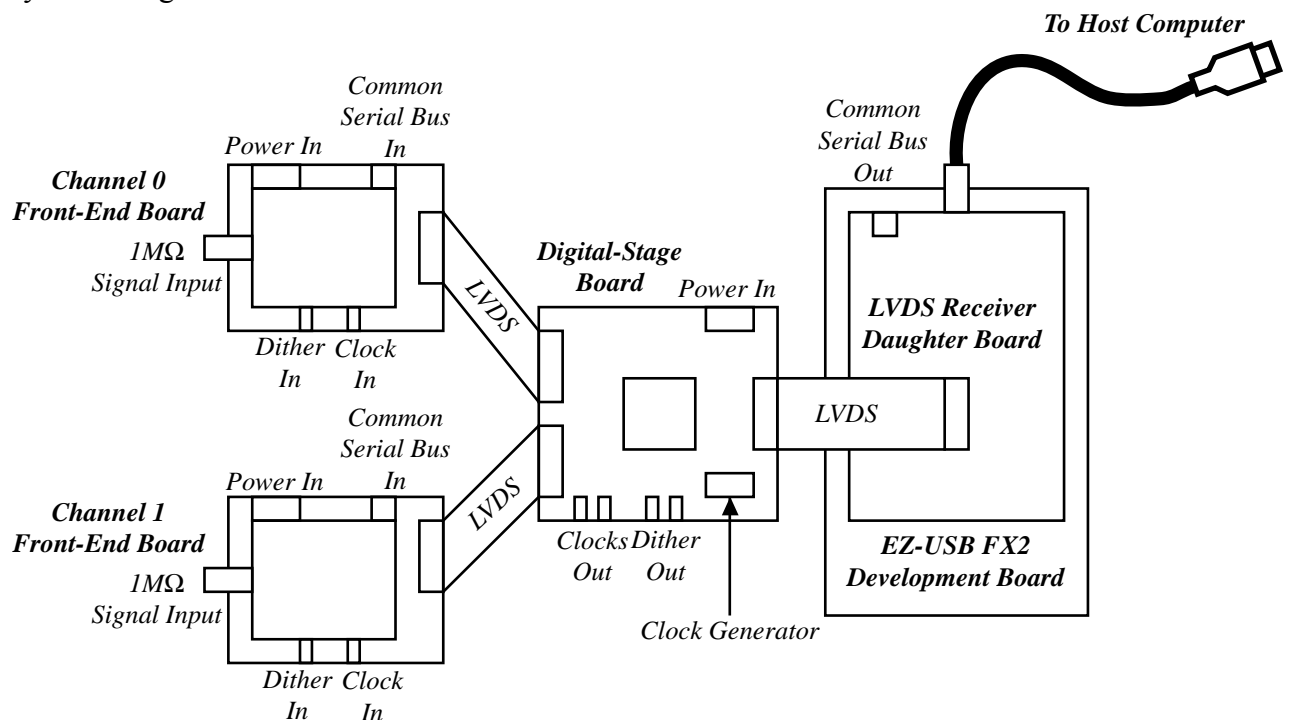 To Host Computer
Common
Serial Bus
In
Power In
Channel 0
Front-End Board
1MΩ
Signal Input
Dither
In
Clock
In
LVDS
Common
Serial Bus
In
Power In
Channel 1
Front-End Board
1MΩ
Signal Input
Dither
In
Clock
In
LVDS
Digital-Stage
Board
Power In
Clocks
Out
Dither
Out
Clock Generator
LVDS
Common
Serial Bus
Out
LVDS Receiver
Daughter Board
EZ-USB FX2
Development Board